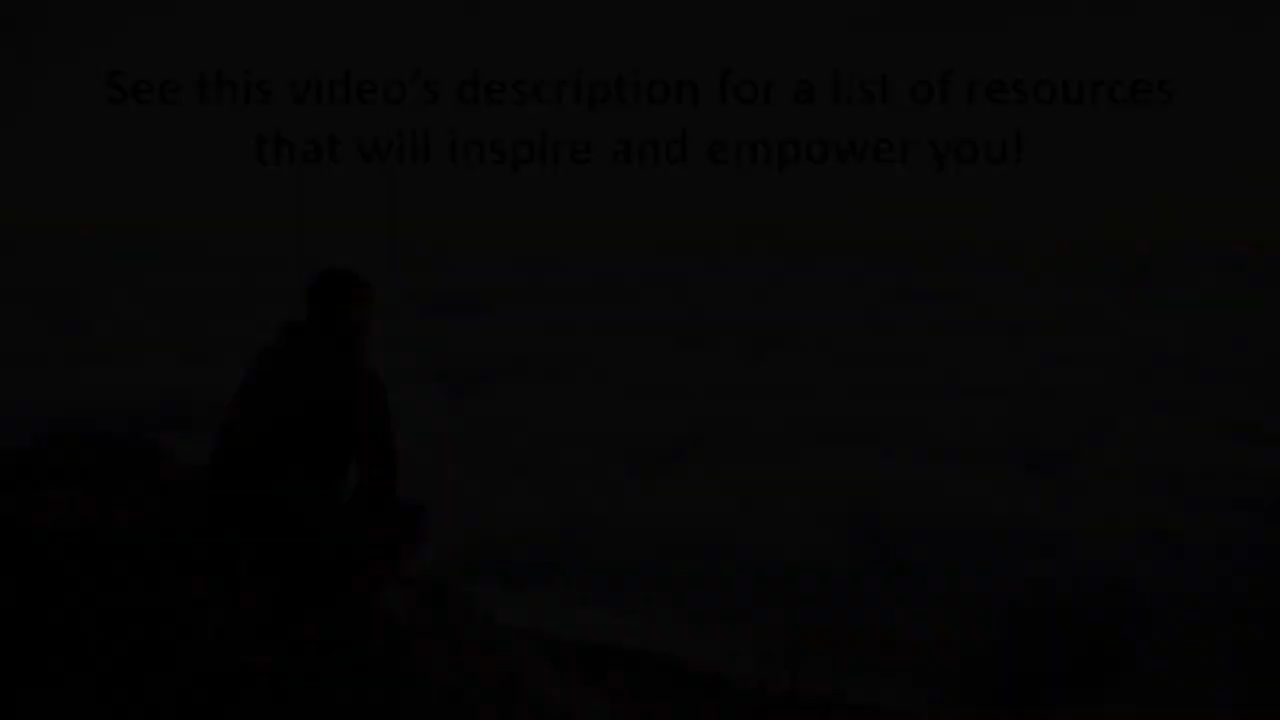 See this video's description for a list of resources
that will inspire and empower you!